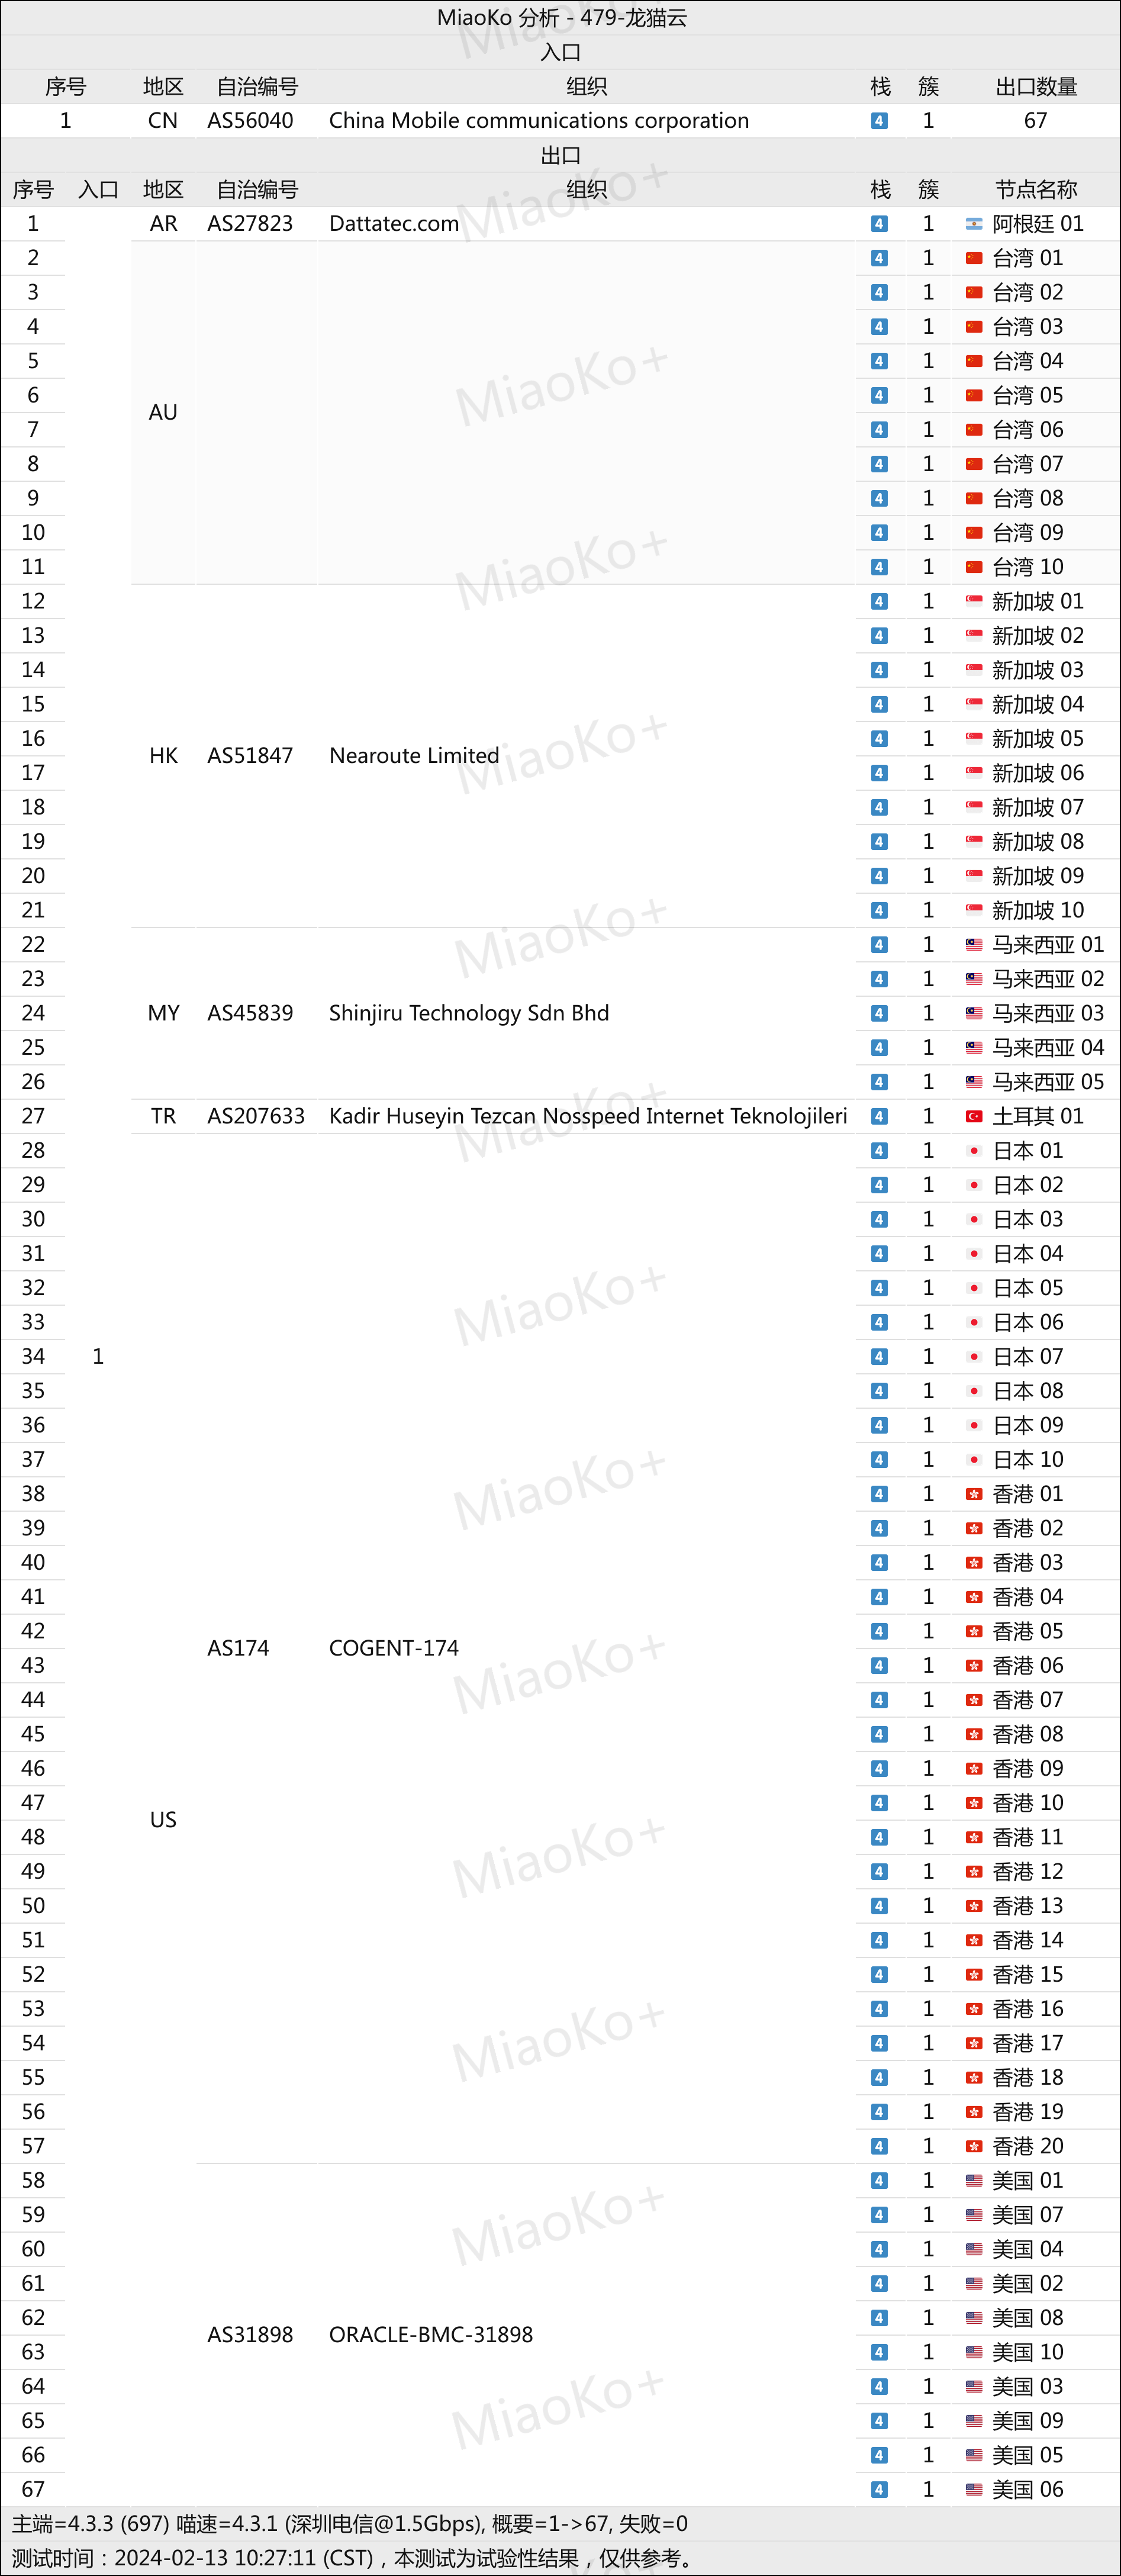 MiaoKo 分析 - 479-龙猫云
入口
序号 地区 自治编号 组织 栈 簇 出口数量
1 CN AS56040 China Mobile communications corporation 4 1 67
出口
序号 入口 地区 自治编号 组织 栈 簇 节点名称
1 AR AS27823 Dattatec.com 4 1 阿根廷 01
2 4 1 台湾 01
3 4 1 台湾 02
4 4 1 台湾 03
5 4 1 台湾 04
6 4 1 台湾 05
AU
7 4 1 台湾 06
8 4 1 台湾 07
9 4 1 台湾 08
10 4 1 台湾 09
11 4 1 台湾 10
12 4 1 新加坡 01
13 4 1 新加坡 02
14 4 1 新加坡 03
15 4 1 新加坡 04
16 4 1 新加坡 05
HK AS51847 Nearoute Limited
17 4 1 新加坡 06
18 4 1 新加坡 07
19 4 1 新加坡 08
20 4 1 新加坡 09
21 4 1 新加坡 10
22 4 1 马来西亚 01
23 4 1 马来西亚 02
24 MY AS45839 Shinjiru Technology Sdn Bhd 4 1 马来西亚 03
25 4 1 马来西亚 04
26 4 1 马来西亚 05
27 TR AS207633 Kadir Huseyin Tezcan Nosspeed Internet Teknolojileri 4 1 土耳其 01
28 4 1 日本 01
29 4 1 日本 02
30 4 1 日本 03
31 4 1 日本 04
32 4 1 日本 05
33 4 1 日本 06
34 1 4 1 日本 07
35 4 1 日本 08
36 4 1 日本 09
37 4 1 日本 10
38 4 1 香港 01
39 4 1 香港 02
40 4 1 香港 03
41 4 1 香港 04
42 4 1 香港 05
AS174 COGENT-174
43 4 1 香港 06
44 4 1 香港 07
45 4 1 香港 08
46 4 1 香港 09
47 4 1 香港 10
US
48 4 1 香港 11
49 4 1 香港 12
50 4 1 香港 13
51 4 1 香港 14
52 4 1 香港 15
53 4 1 香港 16
54 4 1 香港 17
55 4 1 香港 18
56 4 1 香港 19
57 4 1 香港 20
58 4 1 美国 01
59 4 1 美国 07
60 4 1 美国 04
61 4 1 美国 02
62 4 1 美国 08
AS31898 ORACLE-BMC-31898
63 4 1 美国 10
64 4 1 美国 03
65 4 1 美国 09
66 4 1 美国 05
67 4 1 美国 06
主端=4.3.3 (697) 喵速=4.3.1 (深圳电信@1.5Gbps), 概要=1->67, 失败=0
测试时间：2024-02-13 10:27:11 (CST)，本测试为试验性结果，仅供参考。
MiaoKo+
MiaoKo+
MiaoKo+
MiaoKo+
MiaoKo+
MiaoKo+
MiaoKo+
MiaoKo+
MiaoKo+
MiaoKo+
MiaoKo+
MiaoKo+
MiaoKo+
MiaoKo+